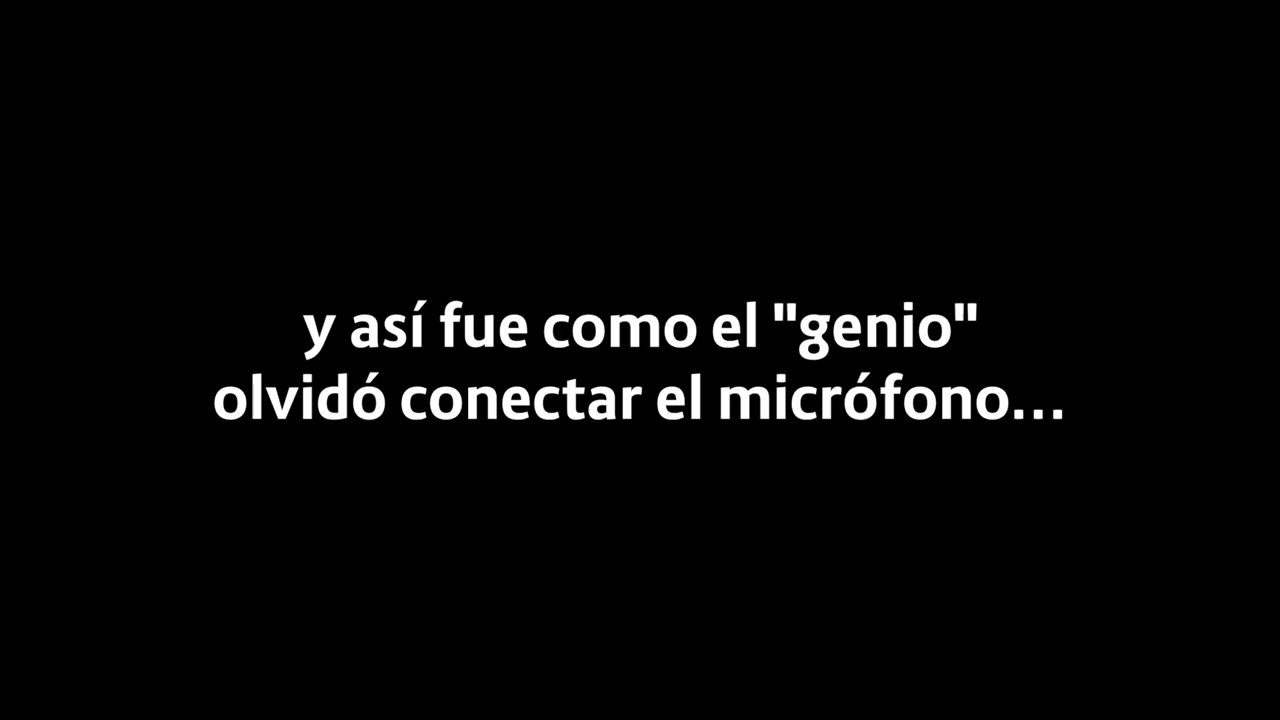 y así fue como el "genio"
olvidó conectar el micrófono...